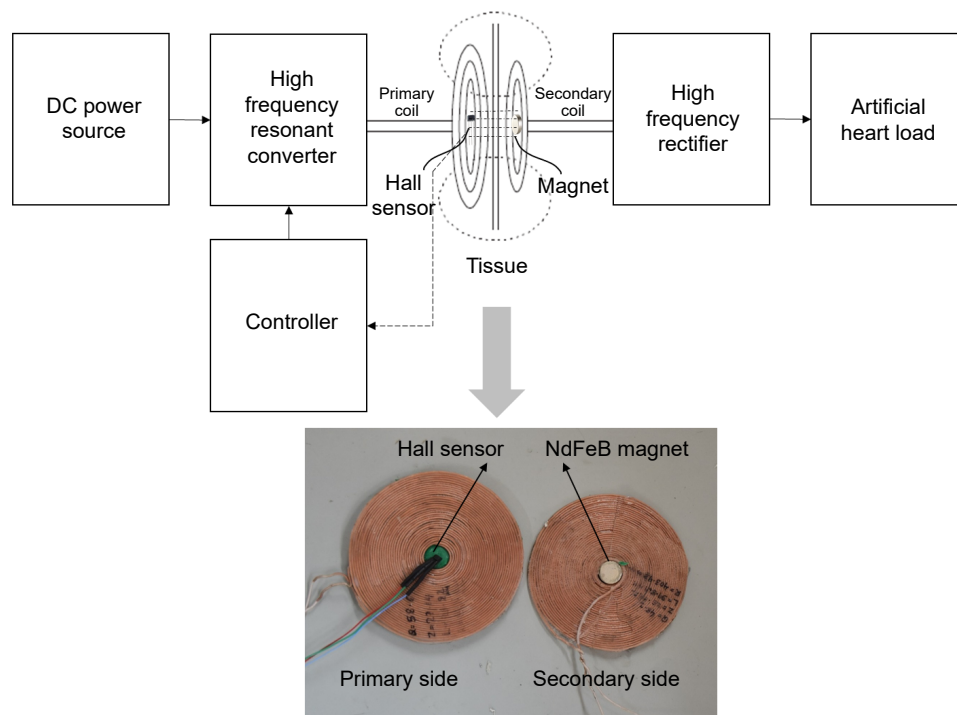 DC power
source
High
frequency
resonant
converter
Primary
coil
Secondary
coil
High
frequency
rectifier
Artificial
heart load
Hall
sensor
Magnet
Tissue
Controller
Hall sensor
NdFeB magnet
Primary side
Secondary side